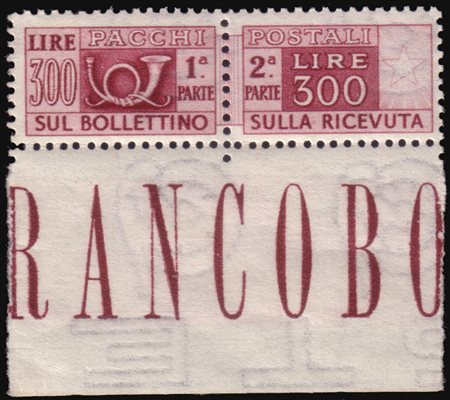 LIRE PACCHI POSTALI
300 1ª PARTE 2ª PARTE LIRE 300
SUL BOLLETTINO SULLA RICEVUTA
RANCOBO